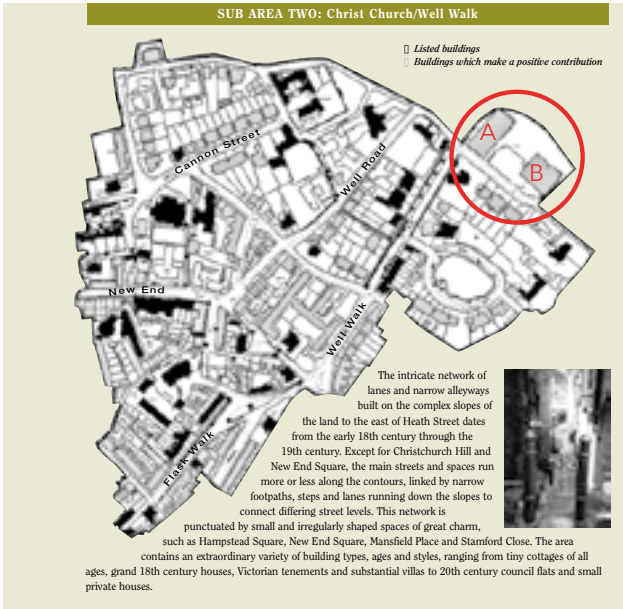 SUB AREA TWO: Christ Church/Well Walk
Listed buildings
Buildings which make a positive contribution
A
B
Cannon Street
Well Road
New End
Well Walk
Flask Walk
The intricate network of
lanes and narrow alleyways
built on the complex slopes of
the land to the east of Heath Street dates
from the early 18th century through the
19th century. Except for Christchurch Hill and
New End Square, the main streets and spaces run
more or less along the contours, linked by narrow
footpaths, steps and lanes running down the slopes to
connect differing street levels. This network is
punctuated by small and irregularly shaped spaces of great charm,
such as Hampstead Square, New End Square, Mansfield Place and Stamford Close. The area
contains an extraordinary variety of building types, ages and styles, ranging from tiny cottages of all
ages, grand 18th century houses, Victorian tenements and substantial villas to 20th century council flats and small
private houses.